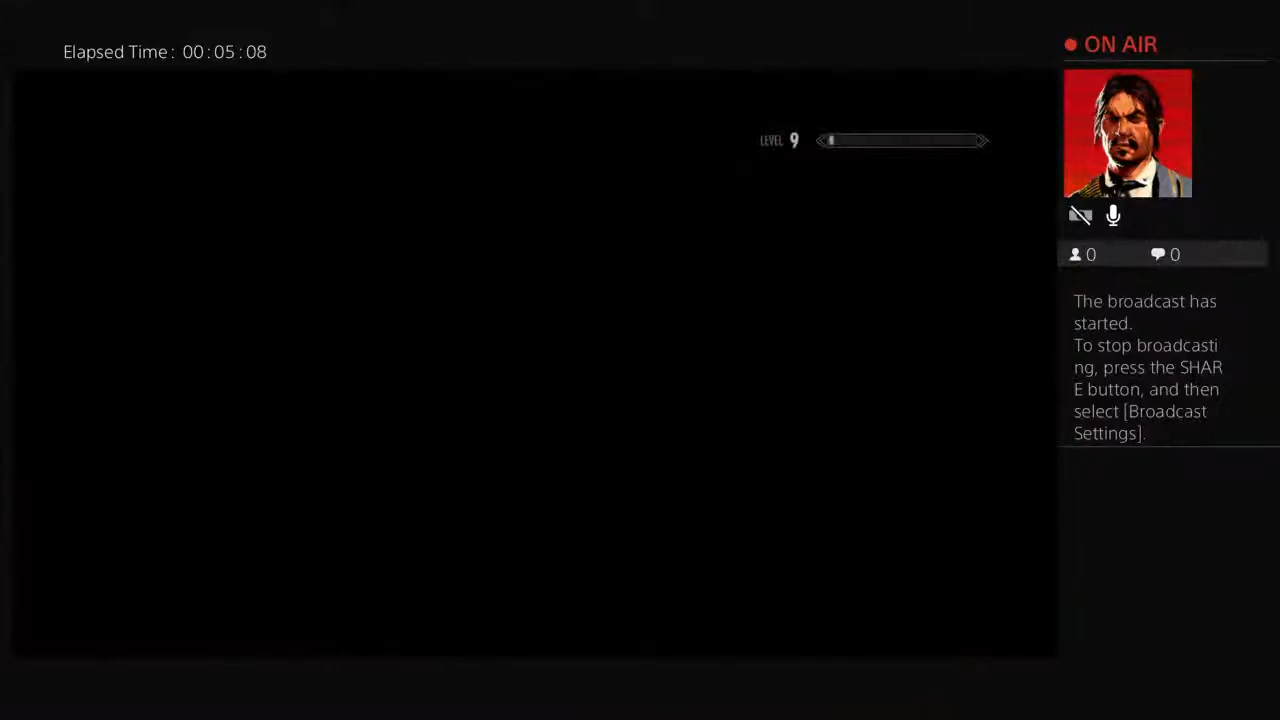 Elapsed Time: 00:05:08
ON AIR
LEVEL 9
0 0
The broadcast has
started.
To stop broadcasti
ng, press the SHAR
E button, and then
select [Broadcast
Settings].